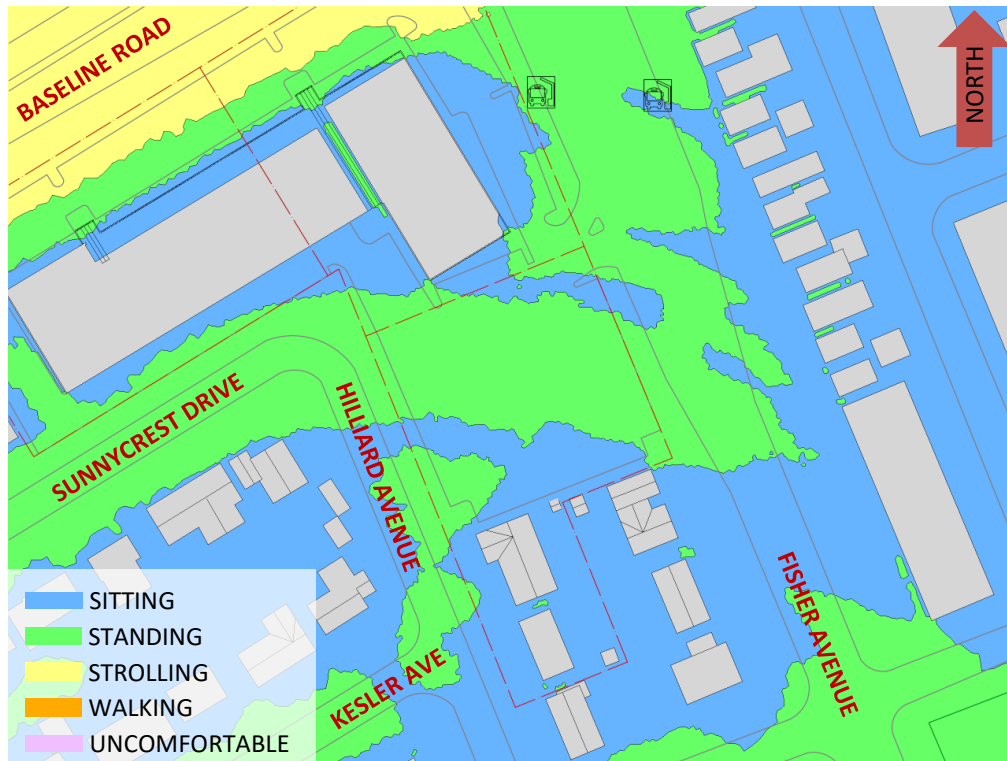 BASELINE ROAD
NORTH
SUNNYCREST DRIVE
HILLIARD AVENUE
FISHER AVENUE
KESLER AVE
SITTING
STANDING
STROLLING
WALKING
UNCOMFORTABLE